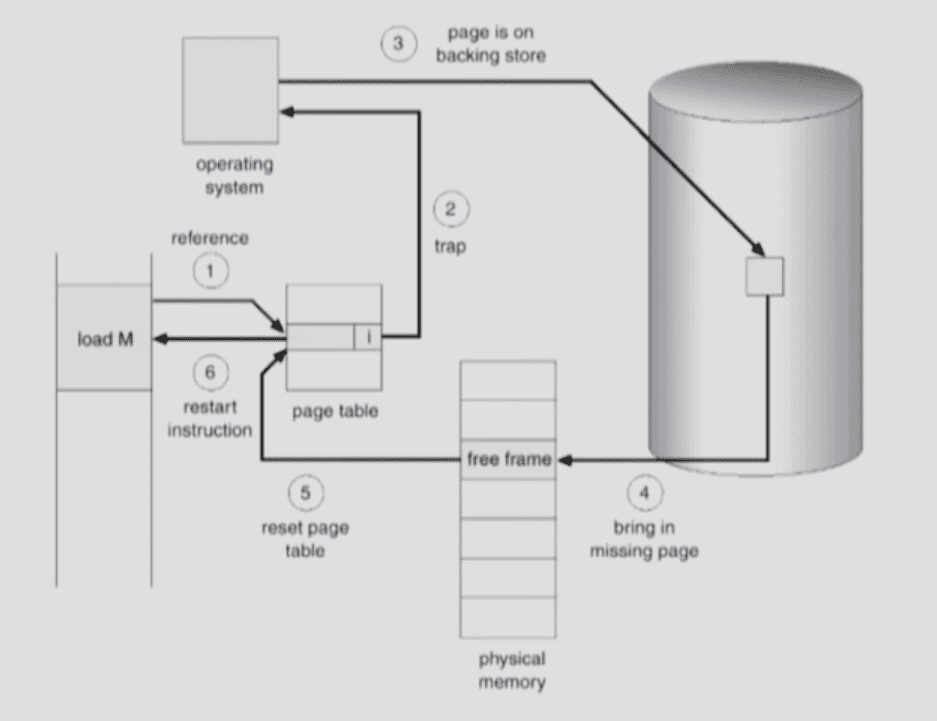 3
page is on
backing store
operating
system
2
trap
reference
1
load M
i
6
restart
instruction
page table
free frame
5
reset page
table
4
bring in
missing page
physical
memory